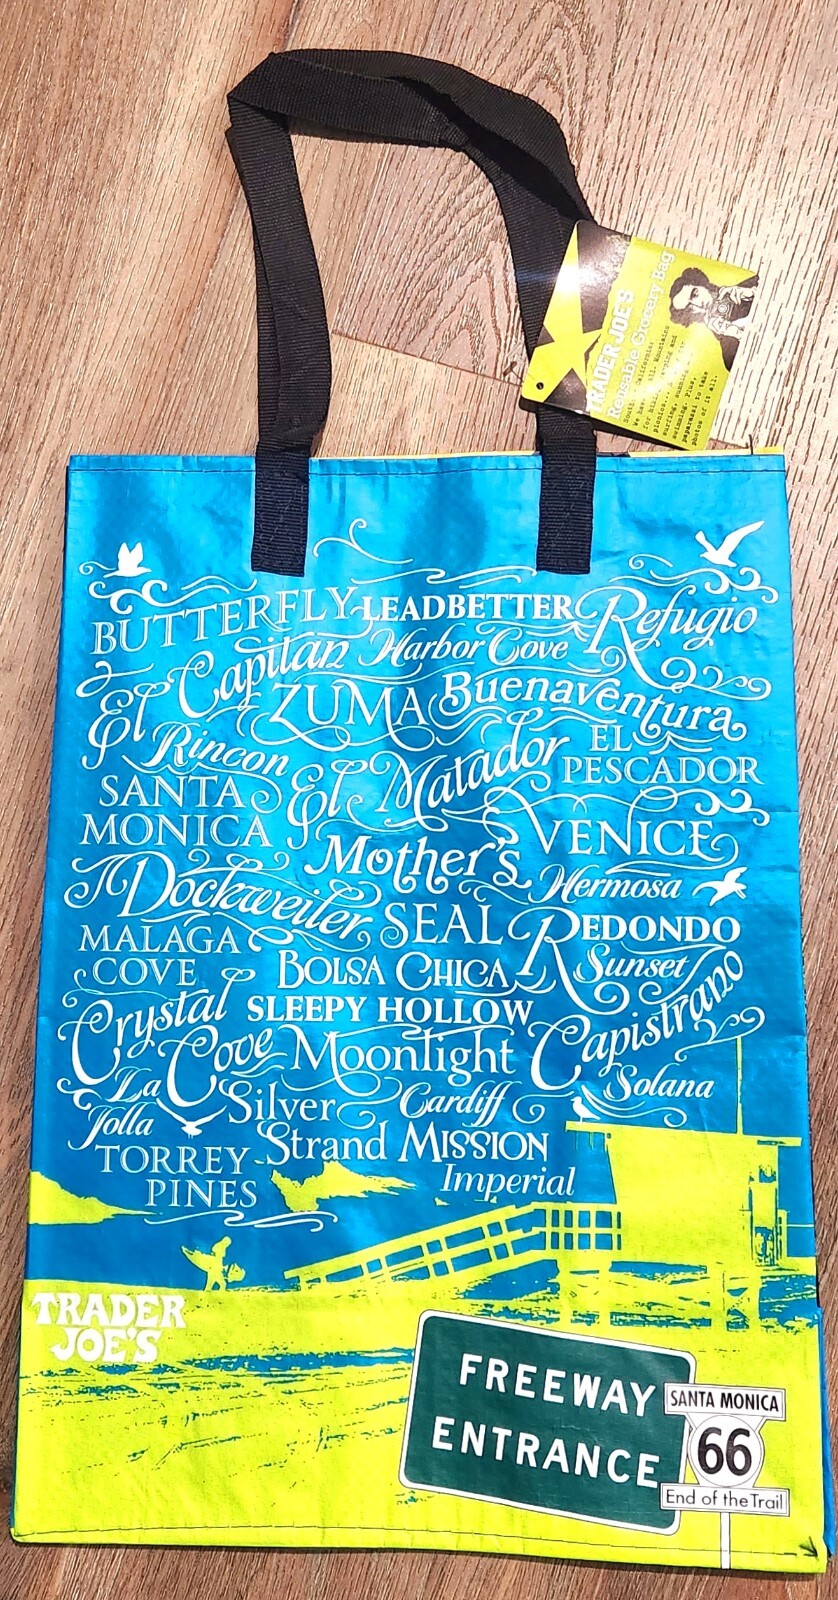 TRADER JOE'S
Reusable Grocery Bag
BUTTERFLY LEADBETTER Refugio
El Capitan Harbor Cove
ZUMA Buenaventura
Rincon El Matador EL PESCADOR
SANTA MONICA
VENICE
Mother's
Hermosa
Dockweiler SEAL REDONDO
MALAGA COVE
BOLSA CHICA Sunset
Crystal Cove SLEEPY HOLLOW Capistrano
Moonlight
La Jolla Silver Strand Cardiff Solana
TORREY PINES
MISSION
Imperial
TRADER JOE'S
FREEWAY
ENTRANCE
SANTA MONICA
66
End of the Trail